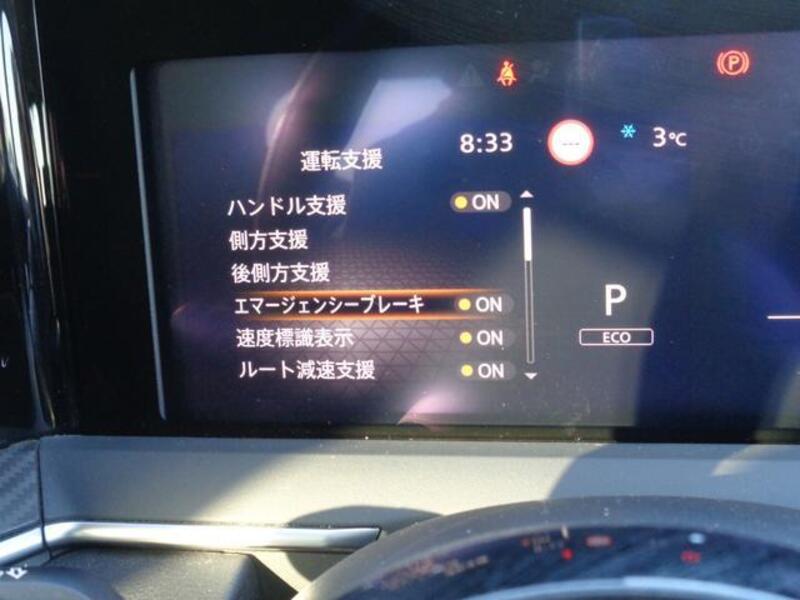 P
8:33
3℃
運転支援
ハンドル支援 ON
側方支援
後側方支援
エマージェンシーブレーキ ON
速度標識表示 ON
ルート減速支援 ON
P
ECO